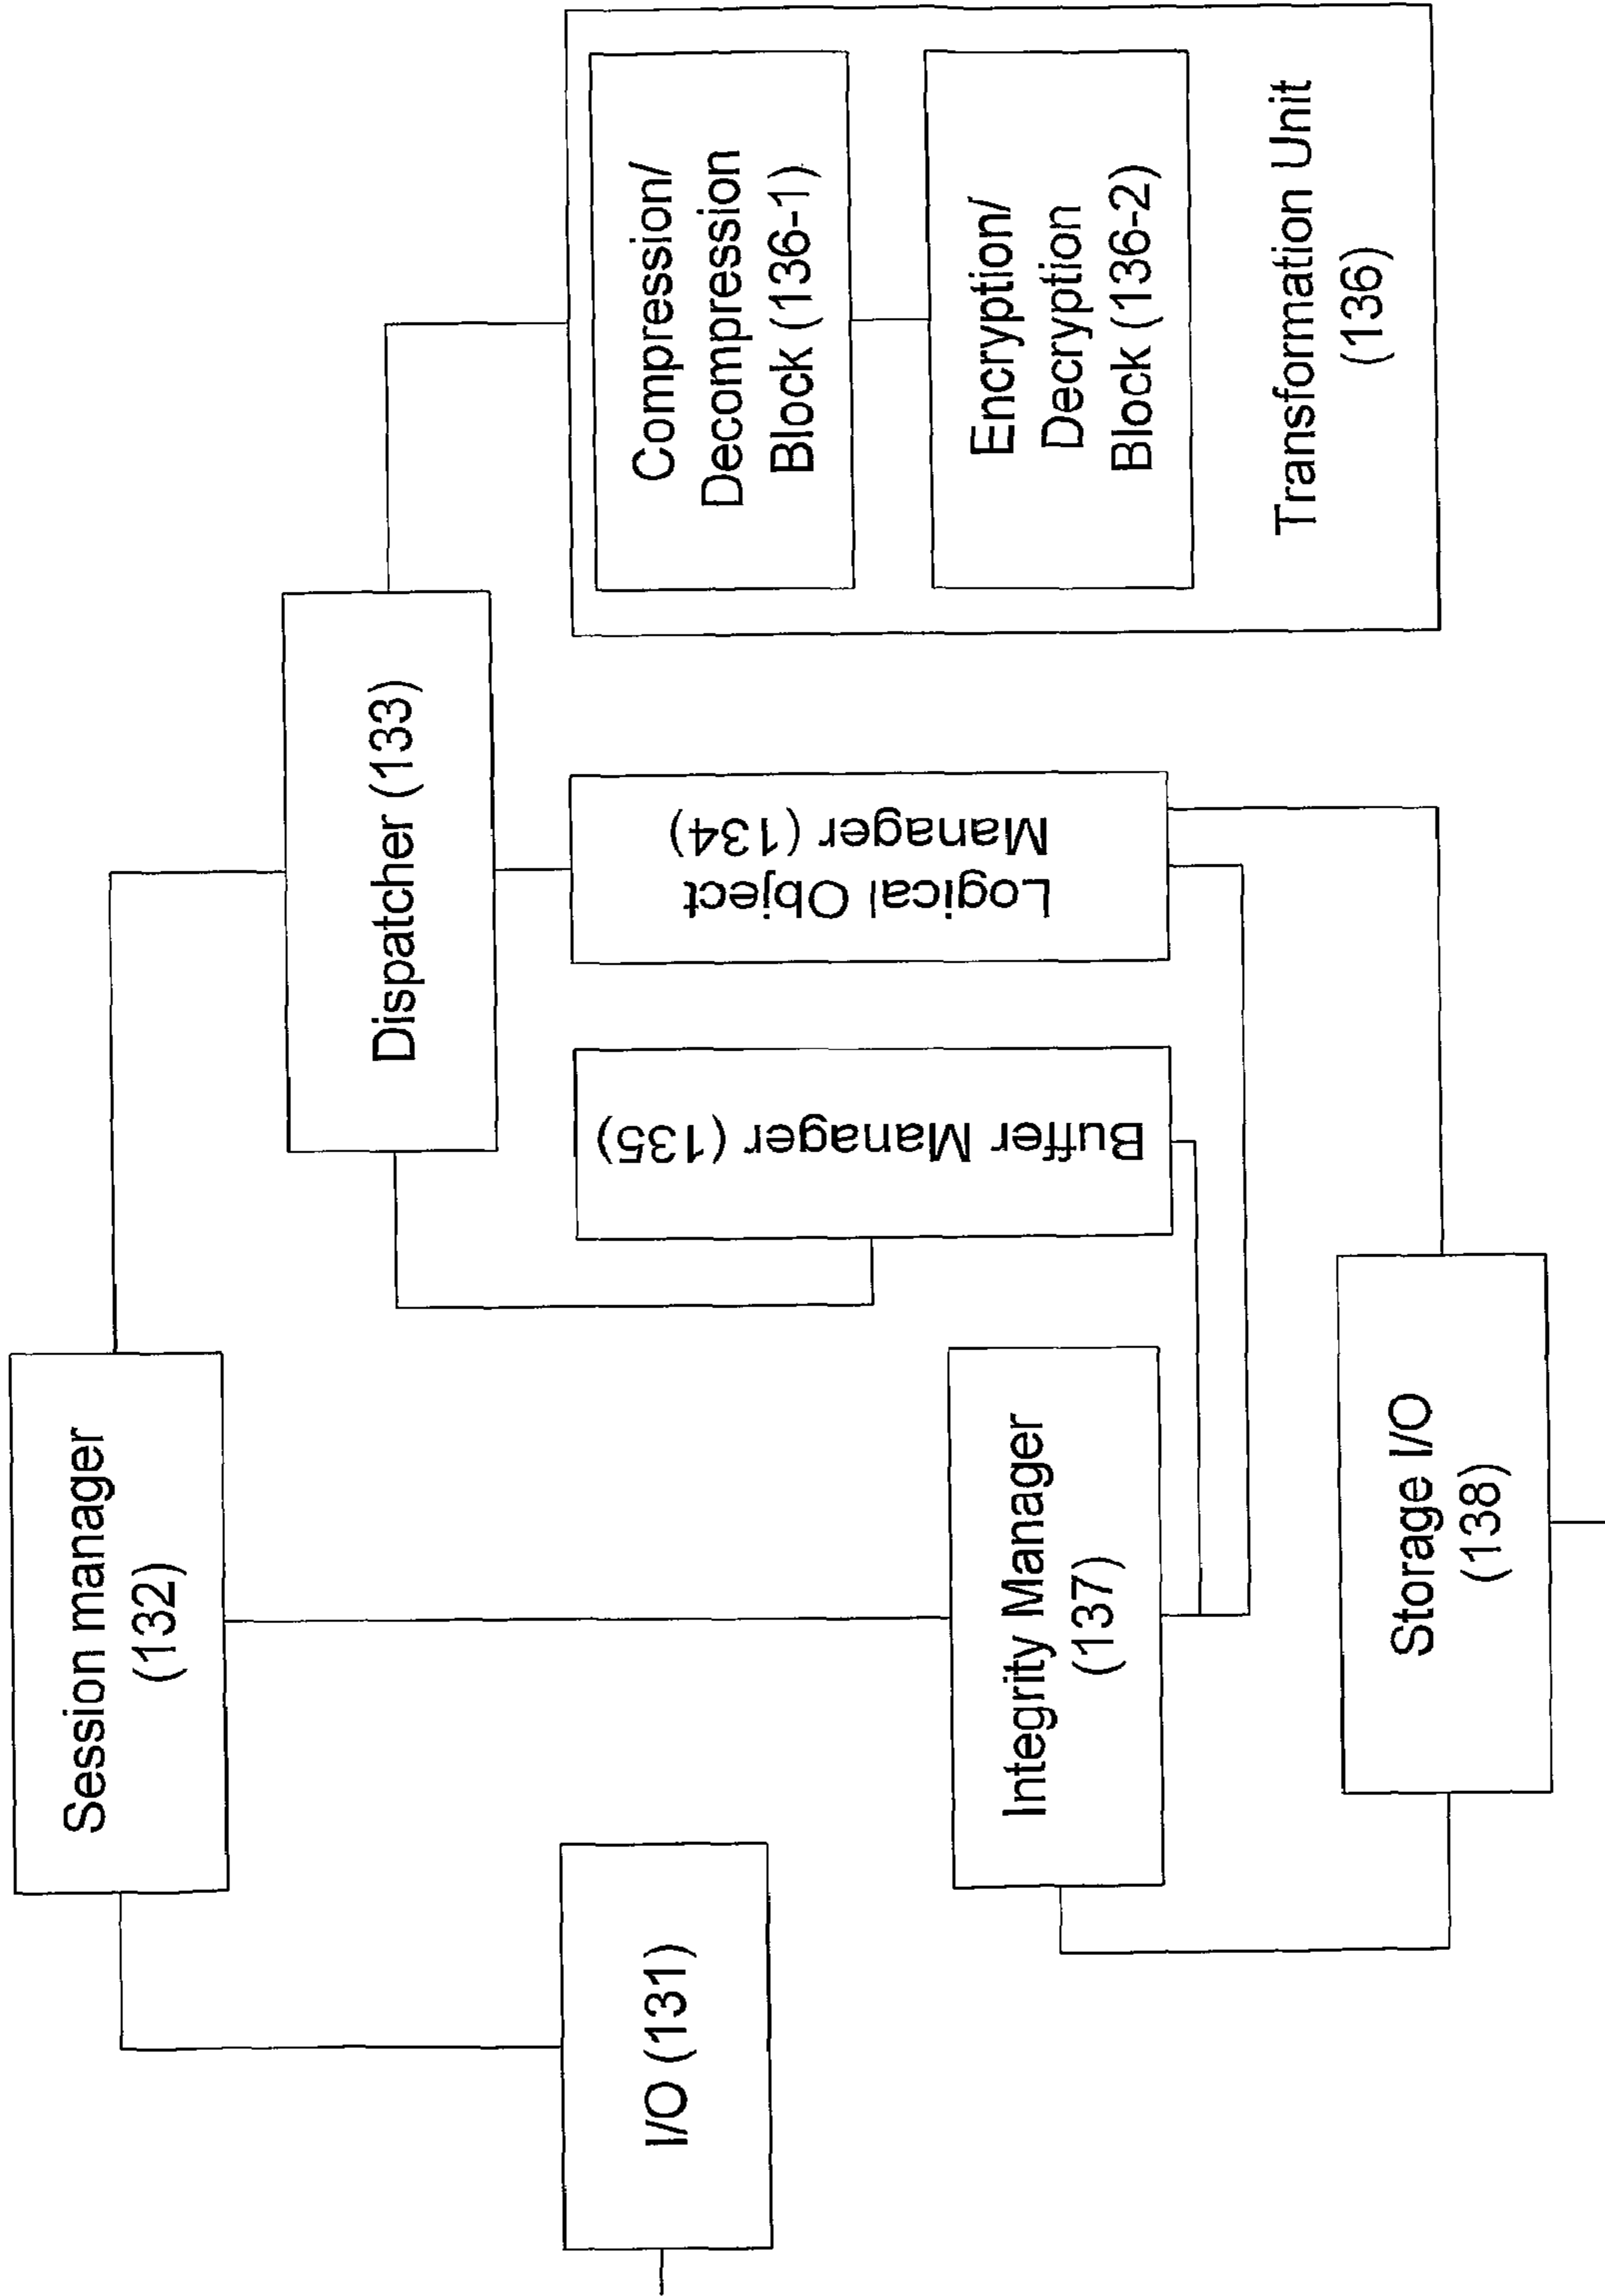 Session manager
(132)
Dispatcher (133)
I/O (131)
Integrity Manager
(137)
Buffer Manager (135)
Logical Object
Manager (134)
Compression/
Decompression
Block (136-1)
Encryption/
Decryption
Block (136-2)
Transformation Unit
(136)
Storage I/O
(138)